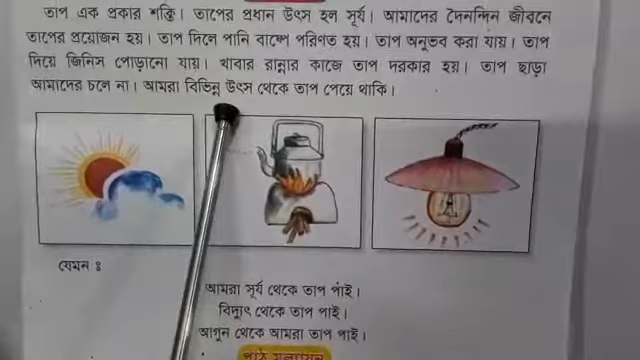 তাপ এক প্রকার শক্তি। তাপের প্রধান উৎস হল সূর্য। আমাদের দৈনন্দিন জীবনে
তাপের প্রয়োজন হয়। তাপ দিলে পানি বাষ্পে পরিণত হয়। তাপ অনুভব করা যায়। তাপ
দিয়ে জিনিস পোড়ানো যায়। খাবার রান্নার কাজে তাপ দরকার হয়। তাপ ছাড়া
আমাদের চলে না। আমরা বিভিন্ন উৎস থেকে তাপ পেয়ে থাকি।
যেমন ঃ
আমরা সূর্য থেকে তাপ পাই।
বিদ্যুৎ থেকে তাপ পাই।
আগুন থেকে আমরা তাপ পাই।
পাঠ মূল্যায়ন